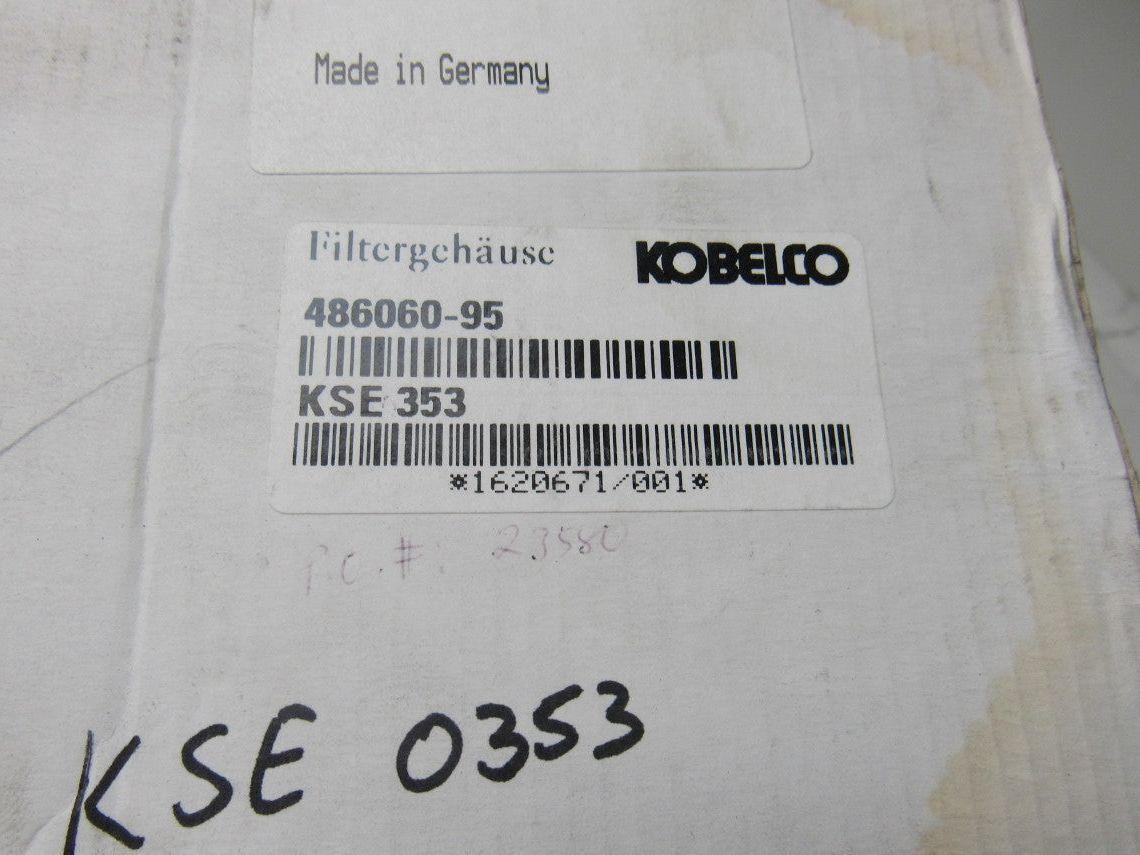 Made in Germany
Filtergehäuse KOBELCO
486060-95
KSE 353
*1620671/001*
P.C. #: 23580
KSE 0353